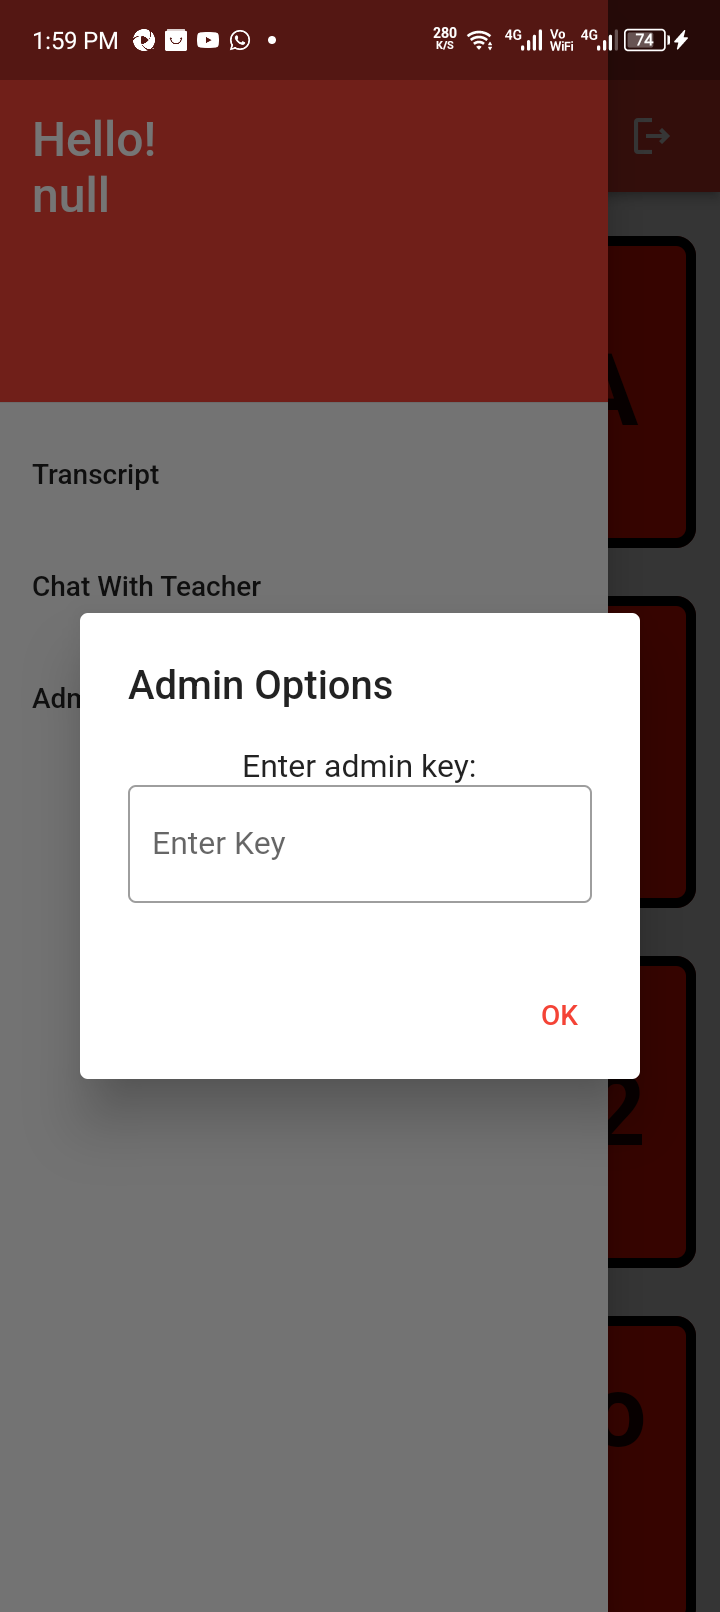 1:59 PM 280 K/S 4G Vo WiFi 4G 74
Hello!
null
A
Transcript
Chat With Teacher
Adm
Admin Options
Enter admin key:
Enter Key
OK
2